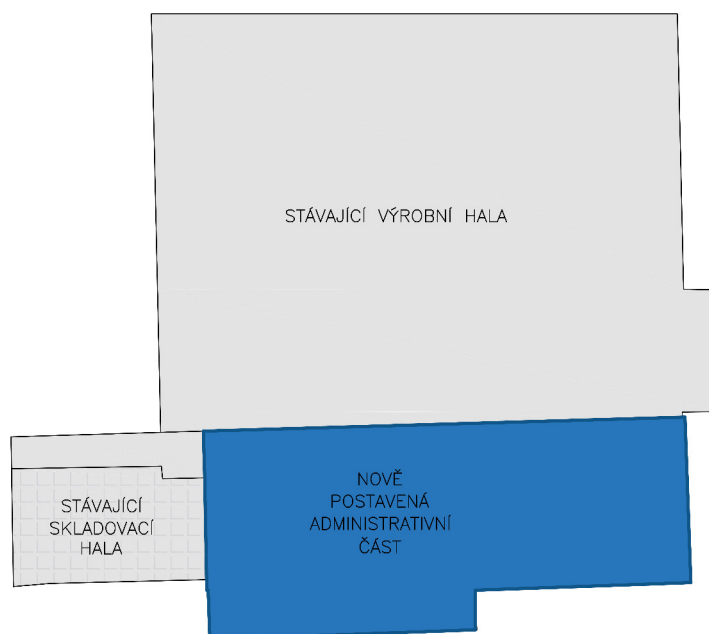 STÁVAJÍCÍ VÝROBNÍ HALA
NOVĚ
POSTAVENÁ
ADMINISTRATIVNÍ
ČÁST
STÁVAJÍCÍ
SKLADOVACÍ
HALA